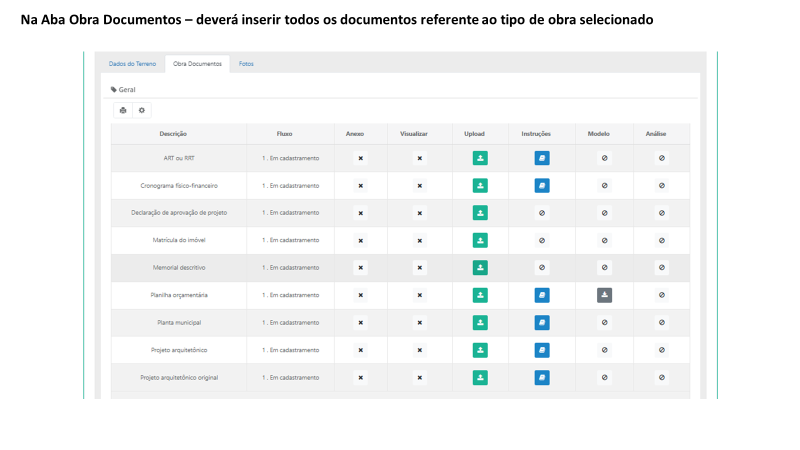 Na Aba Obra Documentos – deverá inserir todos os documentos referente ao tipo de obra selecionado
Dados do Terreno Obra Documentos Fotos
Geral
Descrição Fluxo Anexo Visualizar Upload Instruções Modelo Análise
ART ou RRT 1 . Em cadastramento
Cronograma físico-financeiro 1 . Em cadastramento
Declaração de aprovação de projeto 1 . Em cadastramento
Matrícula do imóvel 1 . Em cadastramento
Memorial descritivo 1 . Em cadastramento
Planilha orçamentária 1 . Em cadastramento
Planta municipal 1 . Em cadastramento
Projeto arquitetônico 1 . Em cadastramento
Projeto arquitetônico original 1 . Em cadastramento